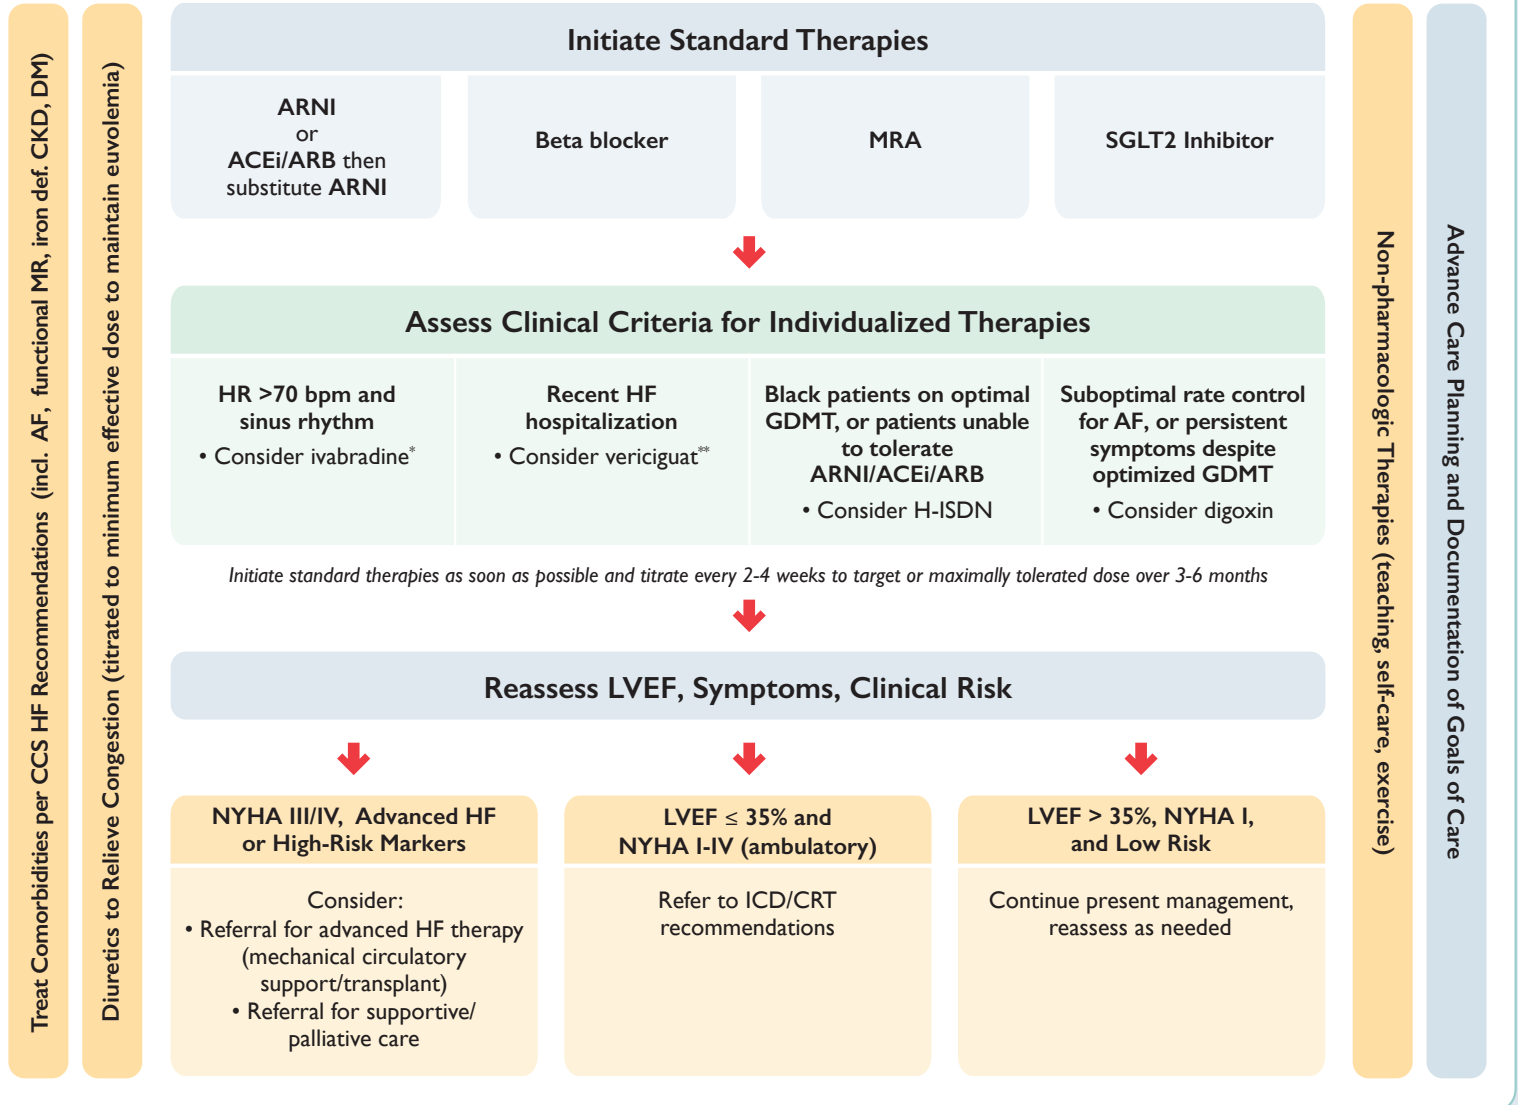 Treat Comorbidities per CCS HF Recommendations (incl. AF, functional MR, iron def. CKD, DM)
Diuretics to Relieve Congestion (titrated to minimum effective dose to maintain euvolemia)
Initiate Standard Therapies
ARNI
or
ACEi/ARB then
substitute ARNI
Beta blocker
MRA
SGLT2 Inhibitor
Assess Clinical Criteria for Individualized Therapies
HR >70 bpm and
sinus rhythm
• Consider ivabradine*
Recent HF
hospitalization
• Consider vericiguat**
Black patients on optimal
GDMT, or patients unable
to tolerate
ARNI/ACEi/ARB
• Consider H-ISDN
Suboptimal rate control
for AF, or persistent
symptoms despite
optimized GDMT
• Consider digoxin
Initiate standard therapies as soon as possible and titrate every 2-4 weeks to target or maximally tolerated dose over 3-6 months
Reassess LVEF, Symptoms, Clinical Risk
NYHA III/IV, Advanced HF
or High-Risk Markers
Consider:
• Referral for advanced HF therapy
(mechanical circulatory
support/transplant)
• Referral for supportive/
palliative care
LVEF ≤ 35% and
NYHA I-IV (ambulatory)
Refer to ICD/CRT
recommendations
LVEF > 35%, NYHA I,
and Low Risk
Continue present management,
reassess as needed
Non-pharmacologic Therapies (teaching, self-care, exercise)
Advance Care Planning and Documentation of Goals of Care